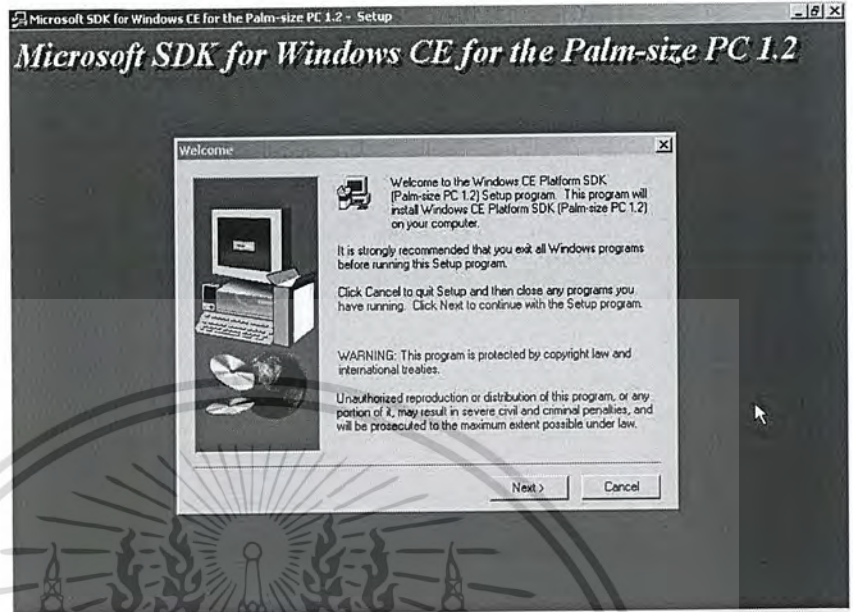 Microsoft SDK for Windows CE for the Palm-size PC 1.2 - Setup
Microsoft SDK for Windows CE for the Palm-size PC 1.2
Welcome
Welcome to the Windows CE Platform SDK
(Palm-size PC 1.2) Setup program. This program will
install Windows CE Platform SDK (Palm-size PC 1.2)
on your computer.
It is strongly recommended that you exit all Windows programs
before running this Setup program.
Click Cancel to quit Setup and then close any programs you
have running. Click Next to continue with the Setup program.
WARNING: This program is protected by copyright law and
international treaties.
Unauthorized reproduction or distribution of this program, or any
portion of it, may result in severe civil and criminal penalties, and
will be prosecuted to the maximum extent possible under law.
Next >
Cancel